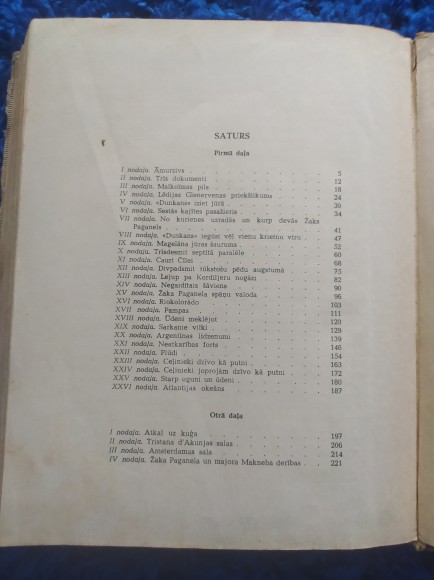 SATURS
Pirmā daļa
I nodaļa. Āmurzivs . . . . . . . . . . 5
II nodaļa. Trīs dokumenti . . . . . . . . . . 12
III nodaļa. Malkolmas pils . . . . . . . . . . 18
IV nodaļa. Lēdijas Glenervenas priekšlikums . . . . . . . 24
V nodaļa. «Dunkans» iziet jūrā . . . . . . . . . 30
VI nodaļa. Sestās kajītes pasažieris . . . . . . . . 34
VII nodaļa. No kurienes uzradās un kurp devās Žaks
Paganels . . . . . . . . . . 41
VIII nodaļa. «Dunkans» iegūst vēl vienu krietnu vīru . . . . 47
IX nodaļa. Magelāna jūras šaurums . . . . . . . . 52
X nodaļa. Trīsdesmit septītā paralēle . . . . . . . 60
XI nodaļa. Cauri Čīlei . . . . . . . . . . 68
XII nodaļa. Divpadsmit tūkstošu pēdu augstumā . . . . . 75
XIII nodaļa. Lejup pa Kordiljeru nogāzi . . . . . . . 82
XIV nodaļa. Negaidītais šāviens . . . . . . . . 90
XV nodaļa. Žaka Paganela spāņu valoda . . . . . . . 96
XVI nodaļa. Riokolorādo . . . . . . . . . . 103
XVII nodaļa. Pampas . . . . . . . . . . 111
XVIII nodaļa. Ūdeni meklējot . . . . . . . . . 120
XIX nodaļa. Sarkanie vilki . . . . . . . . . 129
XX nodaļa. Argentīnas līdzenumi . . . . . . . . 139
XXI nodaļa. Neatkarības forts . . . . . . . . 146
XXII nodaļa. Plūdi . . . . . . . . . . 154
XXIII nodaļa. Ceļinieki dzīvo kā putni . . . . . . . 163
XXIV nodaļa. Ceļinieki joprojām dzīvo kā putni . . . . . 172
XXV nodaļa. Starp uguni un ūdeni . . . . . . . . 180
XXVI nodaļa. Atlantijas okeāns . . . . . . . . 187
Otrā daļa
I nodaļa. Atkal uz kuģa . . . . . . . . . 197
II nodaļa. Tristana d'Akunjas salas . . . . . . . 206
III nodaļa. Amsterdamas sala . . . . . . . . 214
IV nodaļa. Žaka Paganela un majora Makneba derības . . . 221